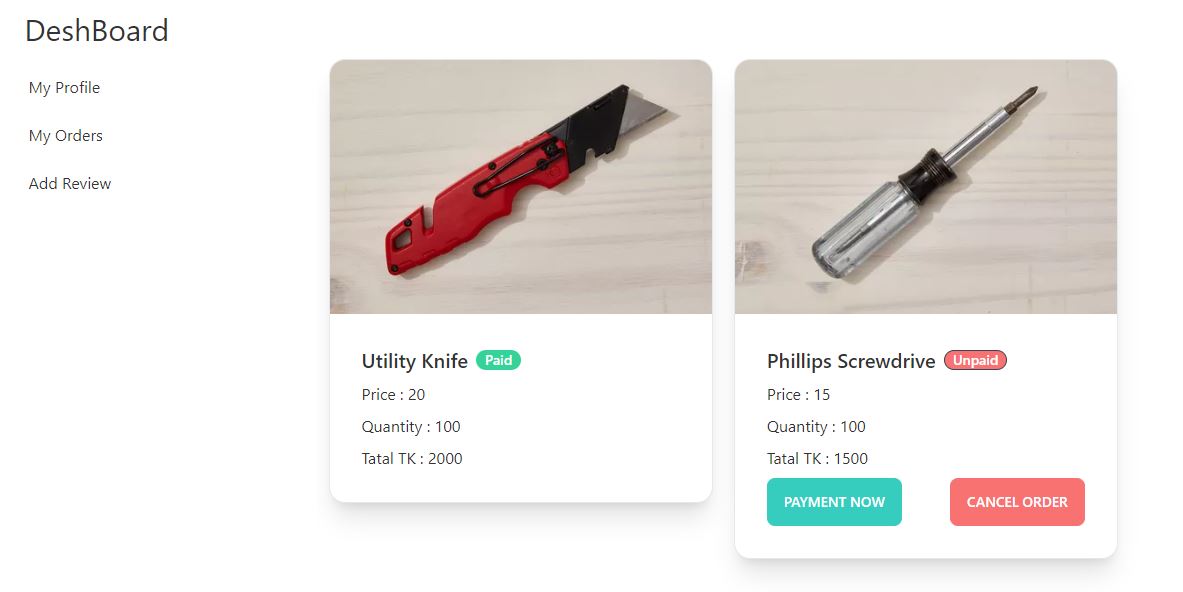 DeshBoard
My Profile
My Orders
Add Review
Utility Knife Paid
Price : 20
Quantity : 100
Tatal TK : 2000
Phillips Screwdrive Unpaid
Price : 15
Quantity : 100
Tatal TK : 1500
PAYMENT NOW CANCEL ORDER